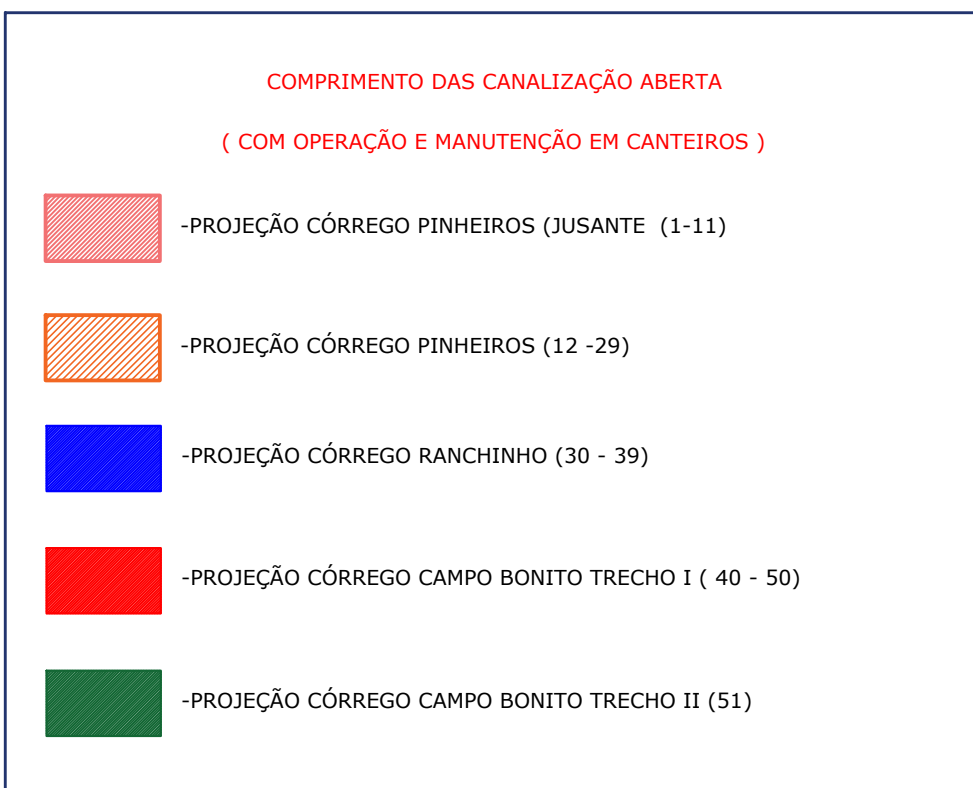 COMPRIMENTO DAS CANALIZAÇÃO ABERTA
( COM OPERAÇÃO E MANUTENÇÃO EM CANTEIROS )
-PROJEÇÃO CÓRREGO PINHEIROS (JUSANTE (1-11)
-PROJEÇÃO CÓRREGO PINHEIROS (12 -29)
-PROJEÇÃO CÓRREGO RANCHINHO (30 - 39)
-PROJEÇÃO CÓRREGO CAMPO BONITO TRECHO I ( 40 - 50)
-PROJEÇÃO CÓRREGO CAMPO BONITO TRECHO II (51)